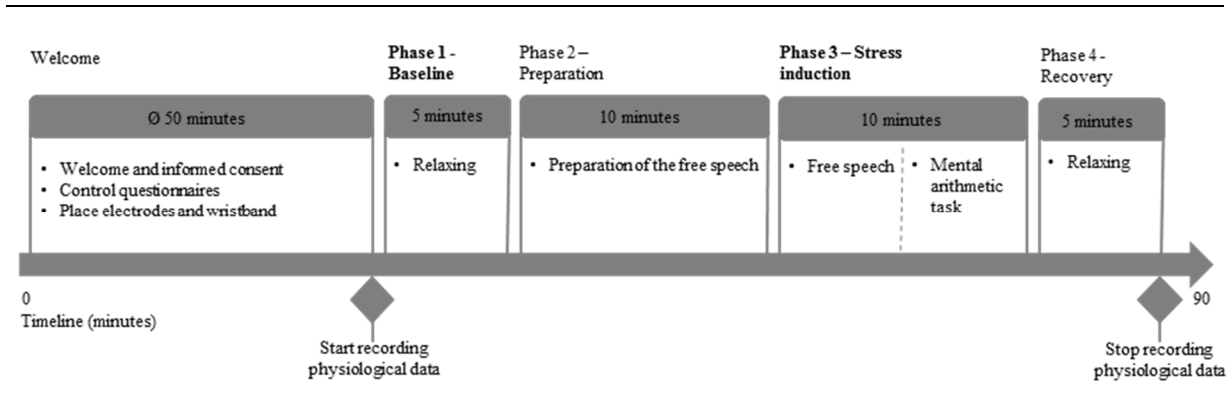 Welcome
Phase 1 -
Baseline
Phase 2 –
Preparation
Phase 3 – Stress
induction
Phase 4 -
Recovery
Ø 50 minutes
5 minutes
10 minutes
10 minutes
5 minutes
• Welcome and informed consent
• Control questionnaires
• Place electrodes and wristband
• Relaxing
• Preparation of the free speech
• Free speech
• Mental
arithmetic
task
• Relaxing
0
90
Timeline (minutes)
Start recording
physiological data
Stop recording
physiological data